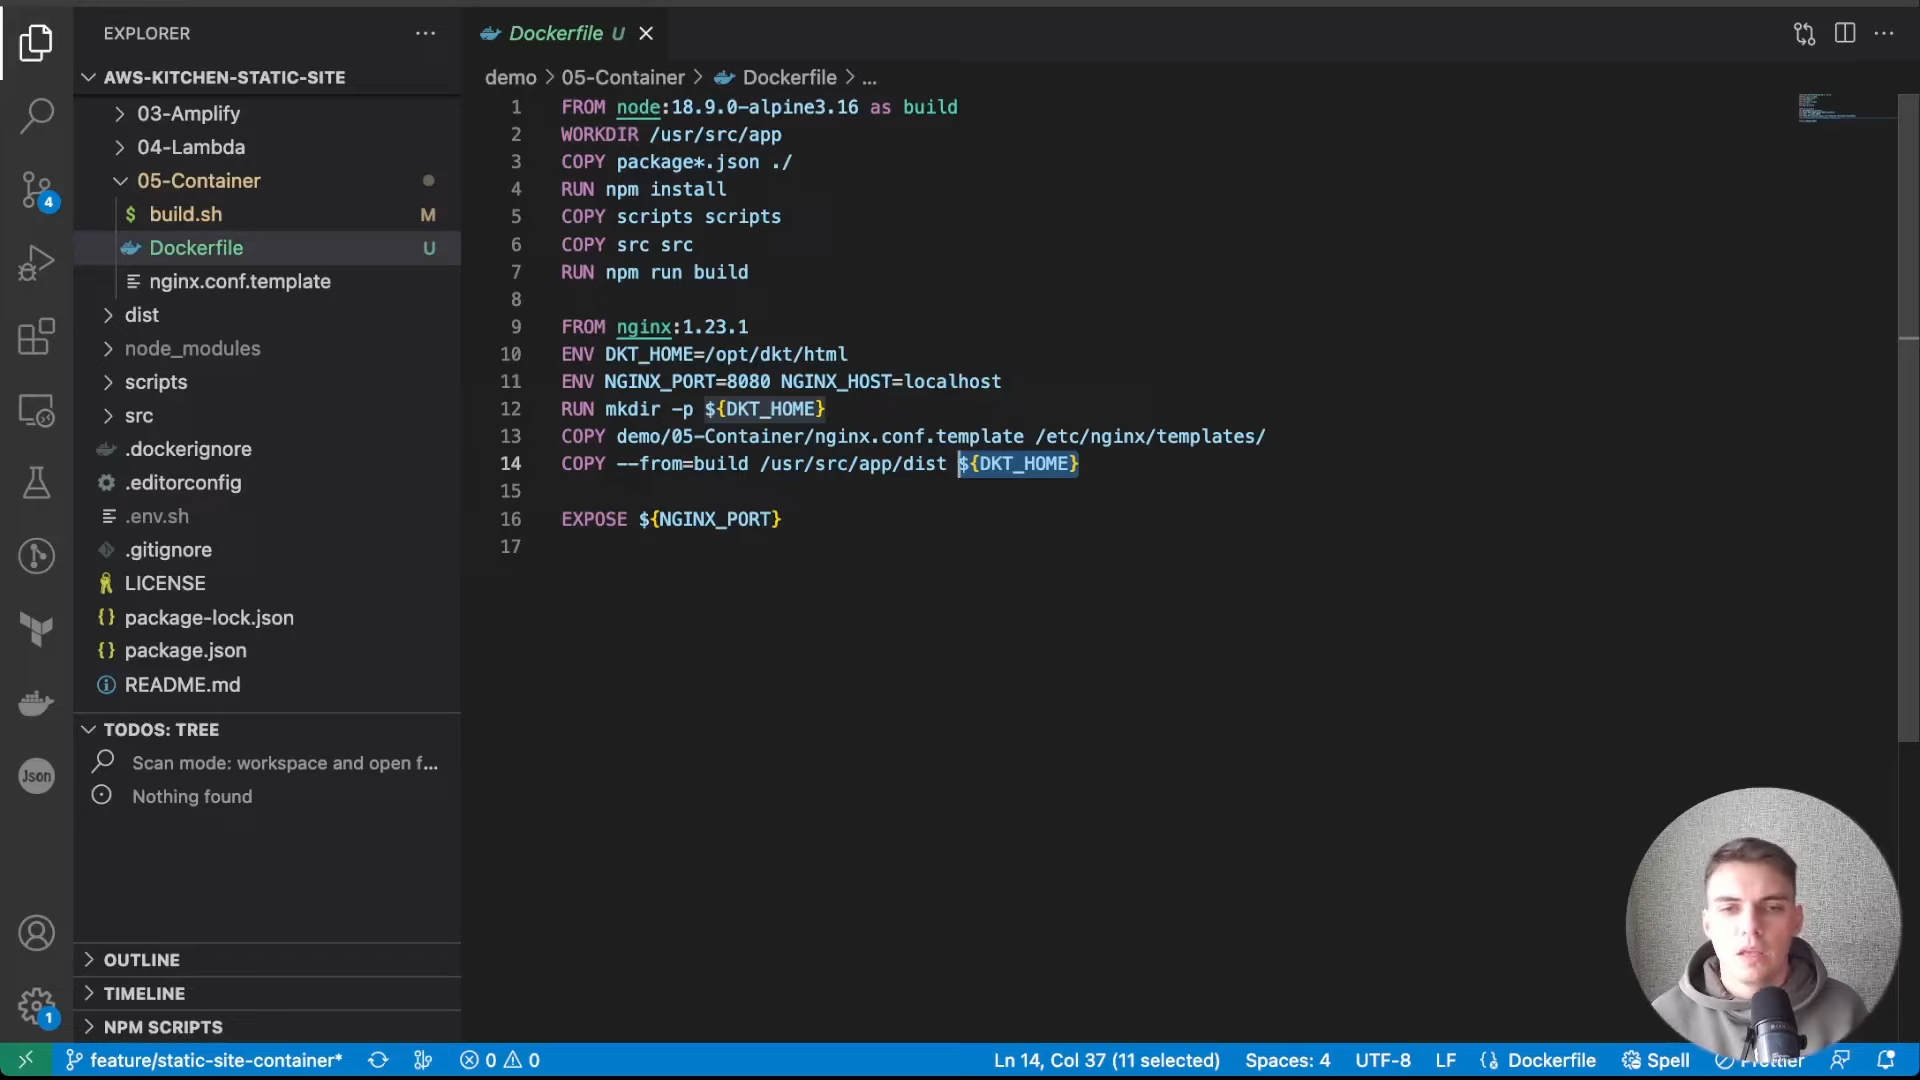 EXPLORER
Dockerfile U
AWS-KITCHEN-STATIC-SITE
demo > 05-Container > Dockerfile > ...
03-Amplify
04-Lambda
05-Container
build.sh M
Dockerfile U
nginx.conf.template
dist
node_modules
scripts
src
.dockerignore
.editorconfig
.env.sh
.gitignore
LICENSE
package-lock.json
package.json
README.md
TODOS: TREE
Scan mode: workspace and open f...
Nothing found
OUTLINE
TIMELINE
NPM SCRIPTS
4
Json
1
1 FROM node:18.9.0-alpine3.16 as build
2 WORKDIR /usr/src/app
3 COPY package*.json ./
4 RUN npm install
5 COPY scripts scripts
6 COPY src src
7 RUN npm run build
8
9 FROM nginx:1.23.1
10 ENV DKT_HOME=/opt/dkt/html
11 ENV NGINX_PORT=8080 NGINX_HOST=localhost
12 RUN mkdir -p ${DKT_HOME}
13 COPY demo/05-Container/nginx.conf.template /etc/nginx/templates/
14 COPY --from=build /usr/src/app/dist ${DKT_HOME}
15
16 EXPOSE ${NGINX_PORT}
17
feature/static-site-container* 0 0 Ln 14, Col 37 (11 selected) Spaces: 4 UTF-8 LF Dockerfile Spell